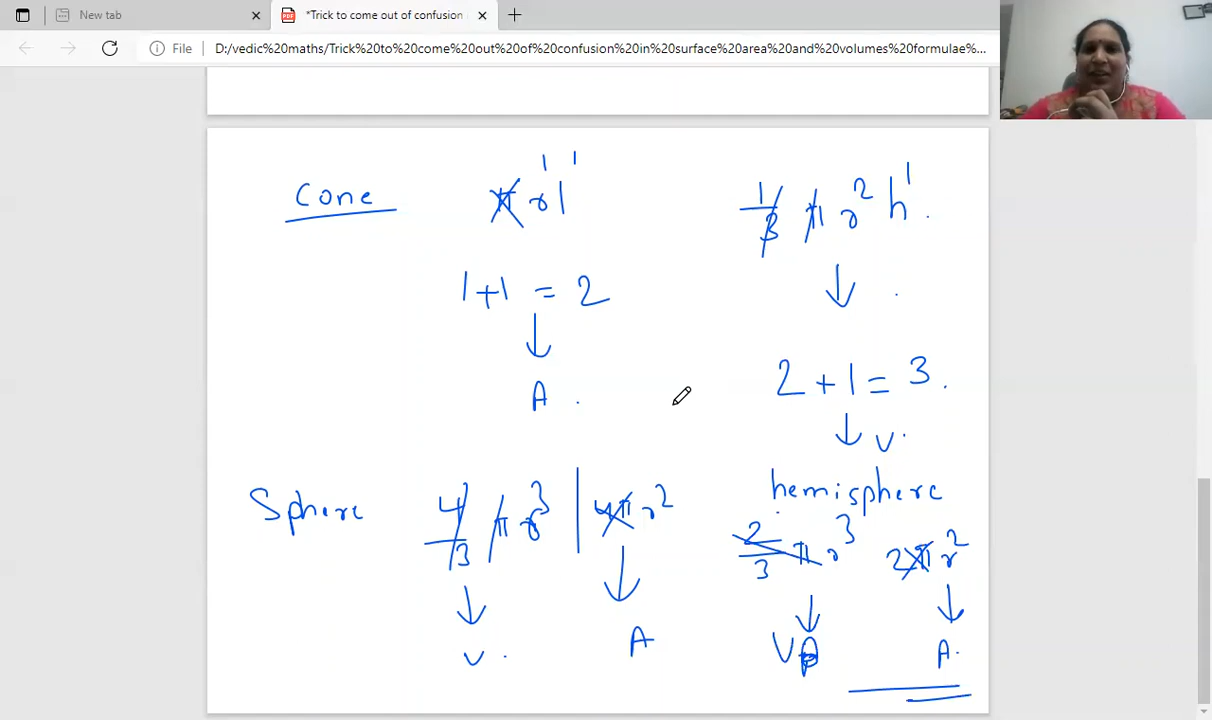 New tab
*Trick to come out of confusion
File D:/vedic%20maths/Trick%20to%20come%20out%20of%20confusion%20in%20surface%20area%20and%20volumes%20formulae%...
Cone πr¹l¹ 1/3 πr²h¹.
1+1 = 2
A.
2+1=3.
V.
Sphere 4/3 πr³ | 4πr²
V.
A
hemisphere
2/3 πr³ 2πr²
V A.